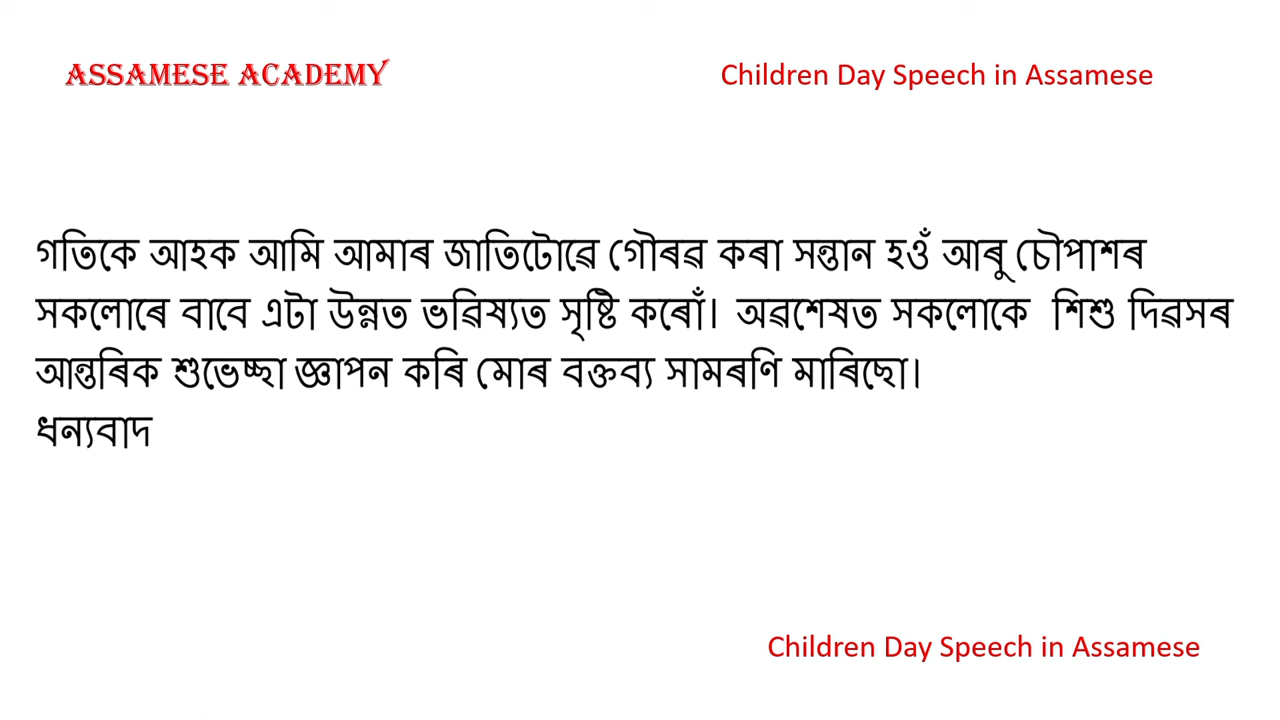 ASSAMESE ACADEMY
Children Day Speech in Assamese
গতিকে আহক আমি আমাৰ জাতিটোৱে গৌৰৱ কৰা সন্তান হওঁ আৰু চৌপাশৰ
সকলোৰে বাবে এটা উন্নত ভৱিষ্যত সৃষ্টি কৰোঁ। অৱশেষত সকলোকে শিশু দিৱসৰ
আন্তৰিক শুভেচ্ছা জ্ঞাপন কৰি মোৰ বক্তব্য সামৰণি মাৰিছো।
ধন্যবাদ
Children Day Speech in Assamese